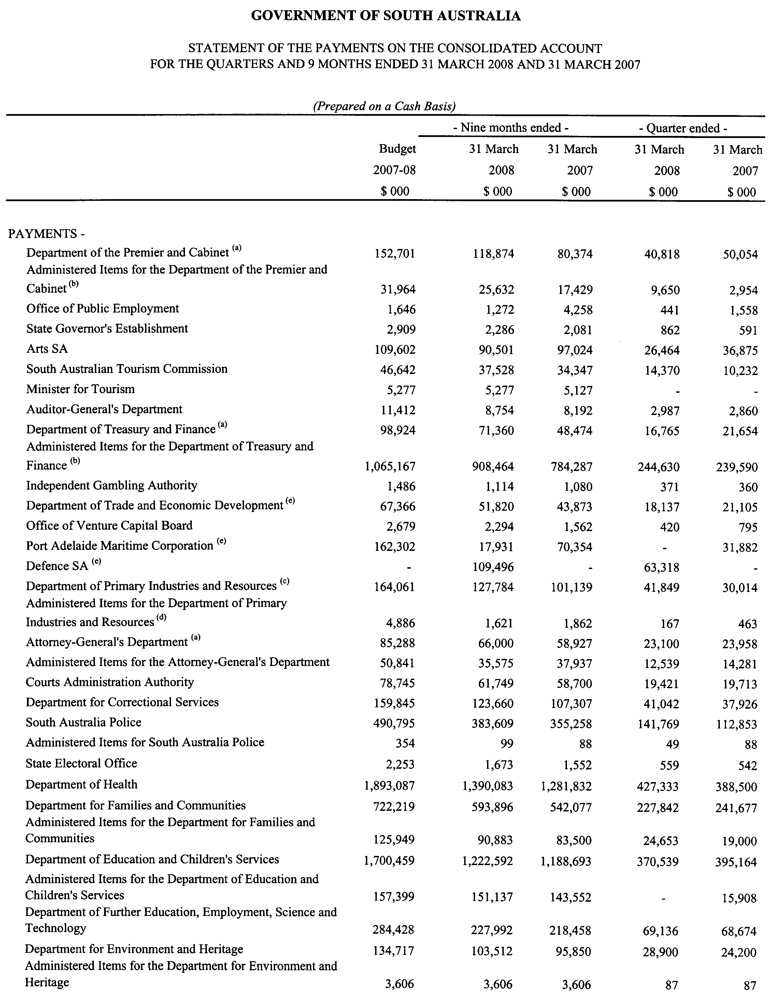 GOVERNMENT OF SOUTH AUSTRALIA
STATEMENT OF THE PAYMENTS ON THE CONSOLIDATED ACCOUNT
FOR THE QUARTERS AND 9 MONTHS ENDED 31 MARCH 2008 AND 31 MARCH 2007
(Prepared on a Cash Basis)
- Nine months ended - - Quarter ended -
Budget 31 March 31 March 31 March 31 March
2007-08 2008 2007 2008 2007
$ 000 $ 000 $ 000 $ 000 $ 000
PAYMENTS -
Department of the Premier and Cabinet (a) 152,701 118,874 80,374 40,818 50,054
Administered Items for the Department of the Premier and
Cabinet (b) 31,964 25,632 17,429 9,650 2,954
Office of Public Employment 1,646 1,272 4,258 441 1,558
State Governor's Establishment 2,909 2,286 2,081 862 591
Arts SA 109,602 90,501 97,024 26,464 36,875
South Australian Tourism Commission 46,642 37,528 34,347 14,370 10,232
Minister for Tourism 5,277 5,277 5,127 - -
Auditor-General's Department 11,412 8,754 8,192 2,987 2,860
Department of Treasury and Finance (a) 98,924 71,360 48,474 16,765 21,654
Administered Items for the Department of Treasury and
Finance (b) 1,065,167 908,464 784,287 244,630 239,590
Independent Gambling Authority 1,486 1,114 1,080 371 360
Department of Trade and Economic Development (e) 67,366 51,820 43,873 18,137 21,105
Office of Venture Capital Board 2,679 2,294 1,562 420 795
Port Adelaide Maritime Corporation (e) 162,302 17,931 70,354 - 31,882
Defence SA (e) - 109,496 - 63,318 -
Department of Primary Industries and Resources (c) 164,061 127,784 101,139 41,849 30,014
Administered Items for the Department of Primary
Industries and Resources (d) 4,886 1,621 1,862 167 463
Attorney-General's Department (a) 85,288 66,000 58,927 23,100 23,958
Administered Items for the Attorney-General's Department 50,841 35,575 37,937 12,539 14,281
Courts Administration Authority 78,745 61,749 58,700 19,421 19,713
Department for Correctional Services 159,845 123,660 107,307 41,042 37,926
South Australia Police 490,795 383,609 355,258 141,769 112,853
Administered Items for South Australia Police 354 99 88 49 88
State Electoral Office 2,253 1,673 1,552 559 542
Department of Health 1,893,087 1,390,083 1,281,832 427,333 388,500
Department for Families and Communities 722,219 593,896 542,077 227,842 241,677
Administered Items for the Department for Families and
Communities 125,949 90,883 83,500 24,653 19,000
Department of Education and Children's Services 1,700,459 1,222,592 1,188,693 370,539 395,164
Administered Items for the Department of Education and
Children's Services 157,399 151,137 143,552 - 15,908
Department of Further Education, Employment, Science and
Technology 284,428 227,992 218,458 69,136 68,674
Department for Environment and Heritage 134,717 103,512 95,850 28,900 24,200
Administered Items for the Department for Environment and
Heritage 3,606 3,606 3,606 87 87